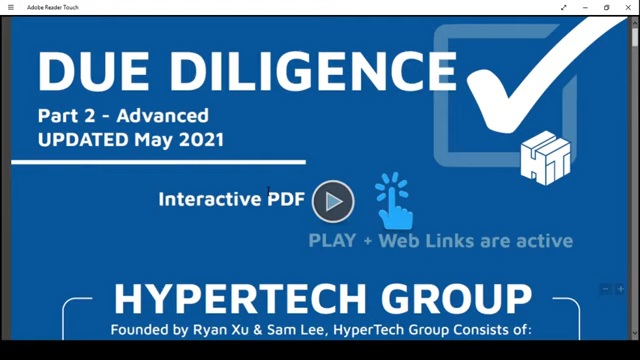 Adobe Reader Touch
DUE DILIGENCE
Part 2 - Advanced
UPDATED May 2021
HT
Interactive PDF
PLAY + Web Links are active
HYPERTECH GROUP
Founded by Ryan Xu & Sam Lee, HyperTech Group Consists of: